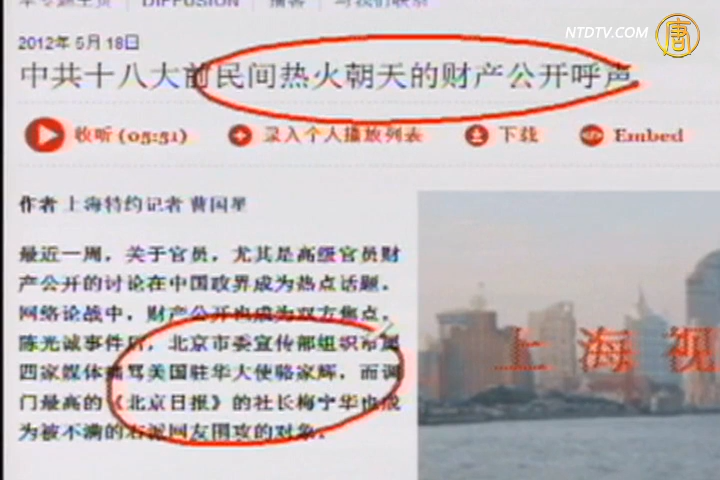 DIFFUSION
NTDTV.COM
唐
2012年 5月 18日
中共十八大前民间热火朝天的财产公开呼声
收听 (05:51) 录入个人播放列表 下载 Embed
作者 上海特约记者 曹国星
最近一周，关于官员，尤其是高级官员财
产公开的讨论在中国政界成为热点话题。
网络论战中，财产公开也成为双方焦点。
陈光诚事件后，北京市委宣传部组织市属
四家媒体痛骂美国驻华大使骆家辉，而调
门最高的《北京日报》的社长梅宁华也成
为被不满的右派网友围攻的对象。
上海视